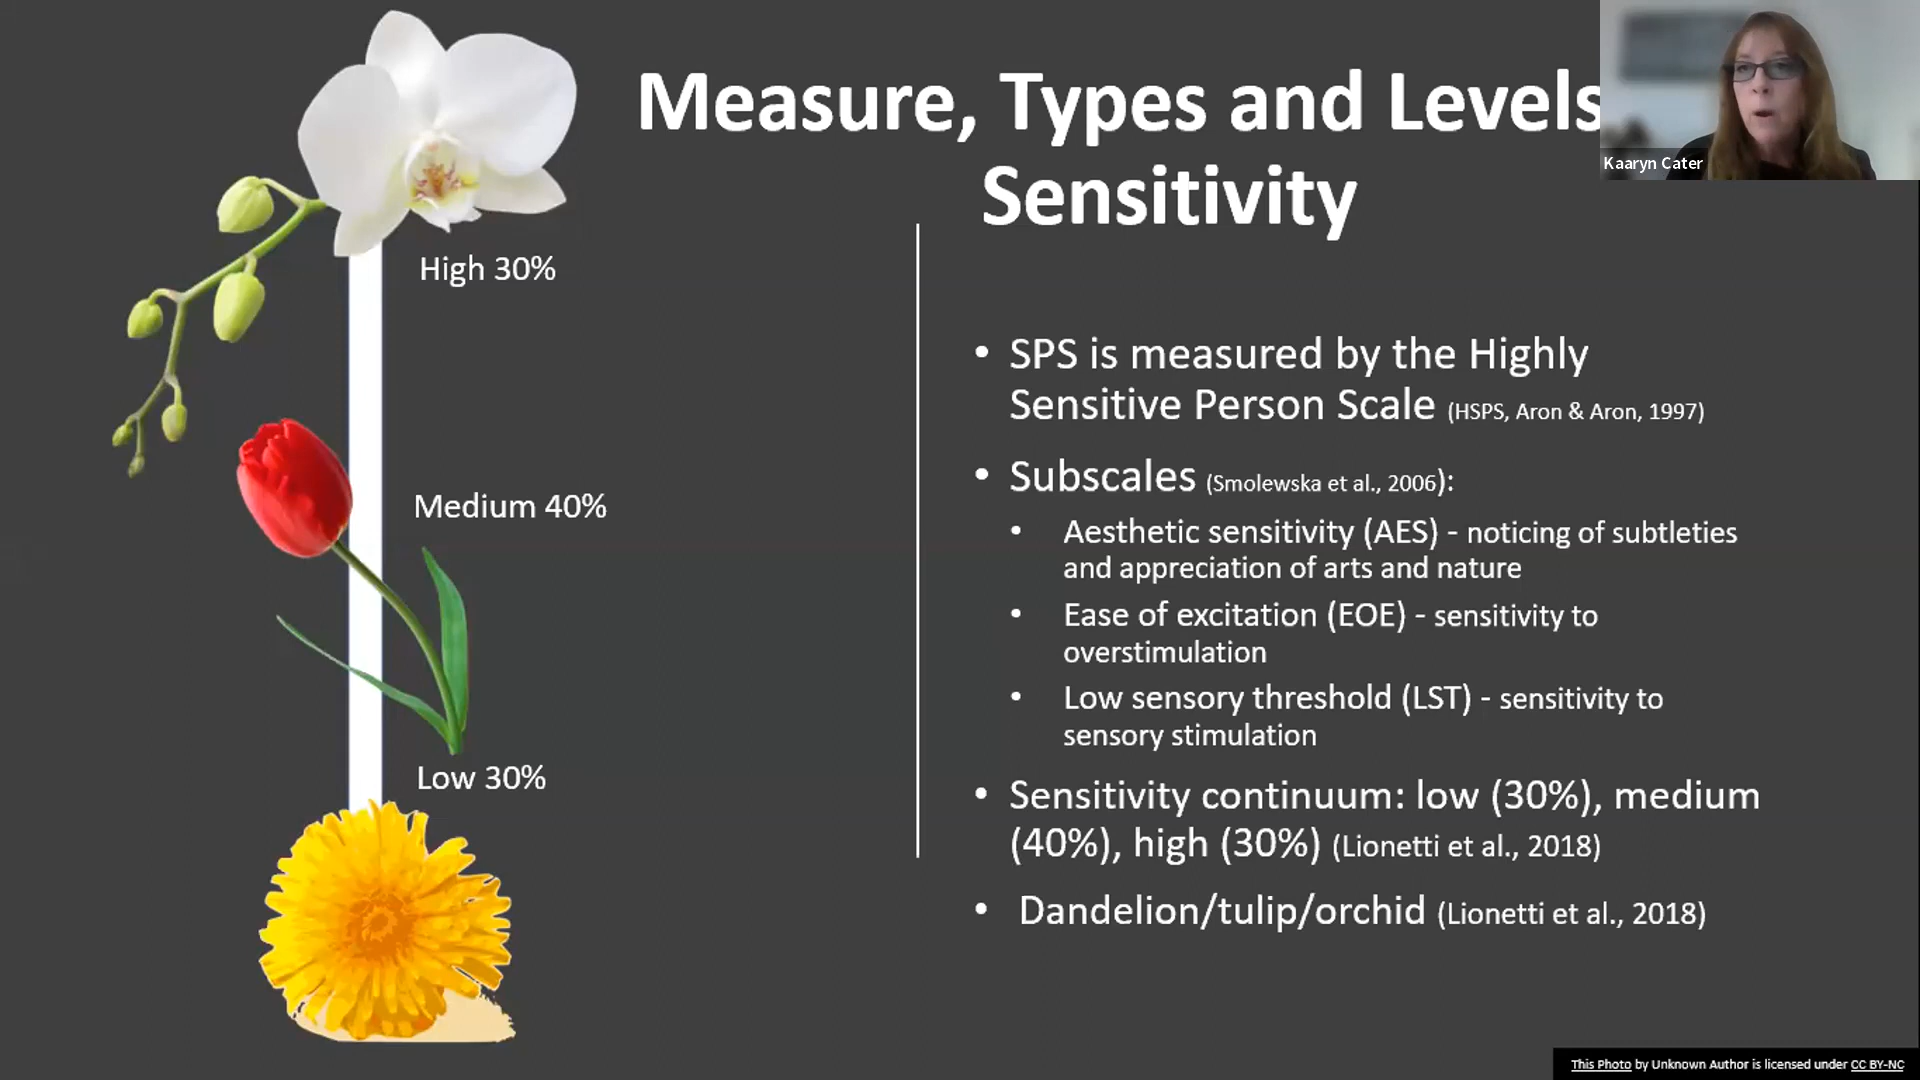 Measure, Types and Levels
Sensitivity
Kaaryn Cater
High 30%
Medium 40%
Low 30%
• SPS is measured by the Highly
Sensitive Person Scale (HSPS, Aron & Aron, 1997)
• Subscales (Smolewska et al., 2006):
• Aesthetic sensitivity (AES) - noticing of subtleties
and appreciation of arts and nature
• Ease of excitation (EOE) - sensitivity to
overstimulation
• Low sensory threshold (LST) - sensitivity to
sensory stimulation
• Sensitivity continuum: low (30%), medium
(40%), high (30%) (Lionetti et al., 2018)
• Dandelion/tulip/orchid (Lionetti et al., 2018)
This Photo by Unknown Author is licensed under CC BY-NC